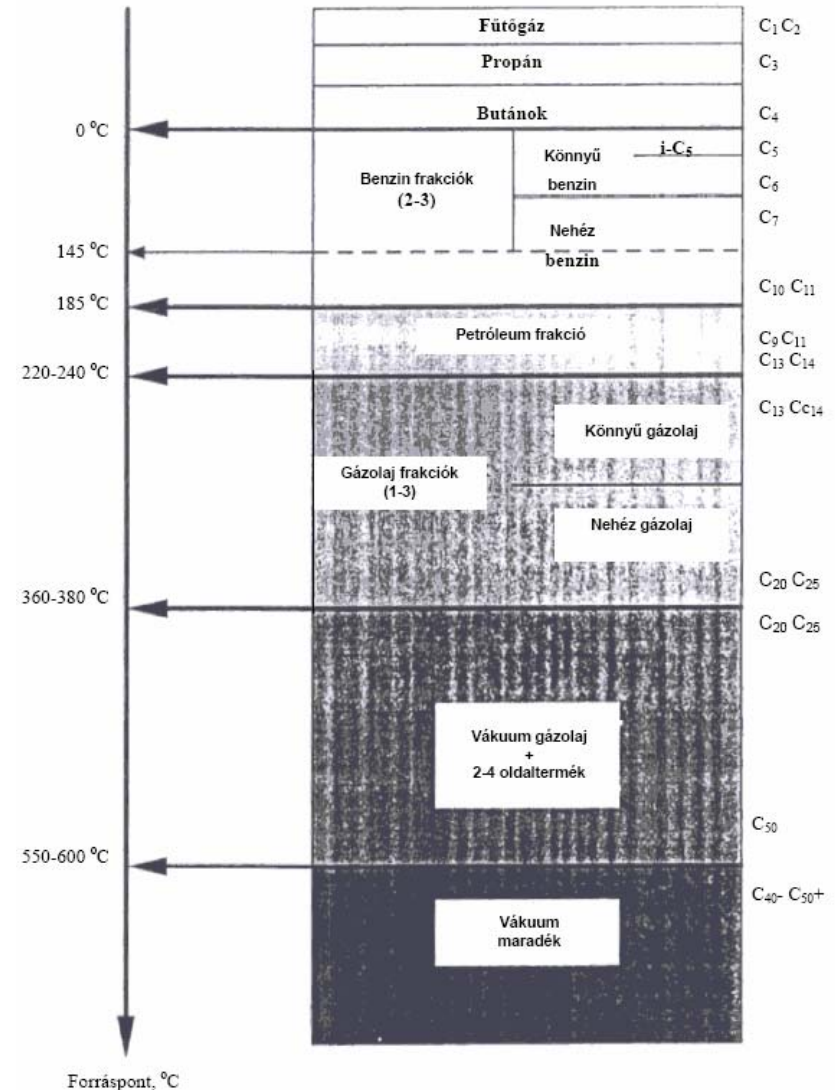 Fűtőgáz C₁ C₂
Propán C₃
Butánok C₄
0 °C
Benzin frakciók
(2-3)
Könnyű
benzin
i-C₅
C₅
C₆
C₇
Nehéz
benzin
145 °C
C₁₀ C₁₁
185 °C
Petróleum frakció
C₉ C₁₁
C₁₃ C₁₄
220-240 °C
C₁₃ Cc₁₄
Könnyű gázolaj
Gázolaj frakciók
(1-3)
Nehéz gázolaj
C₂₀ C₂₅
360-380 °C
C₂₀ C₂₅
Vákuum gázolaj
+
2-4 oldaltermék
C₅₀
550-600 °C
C₄₀- C₅₀+
Vákuum
maradék
Forráspont, °C